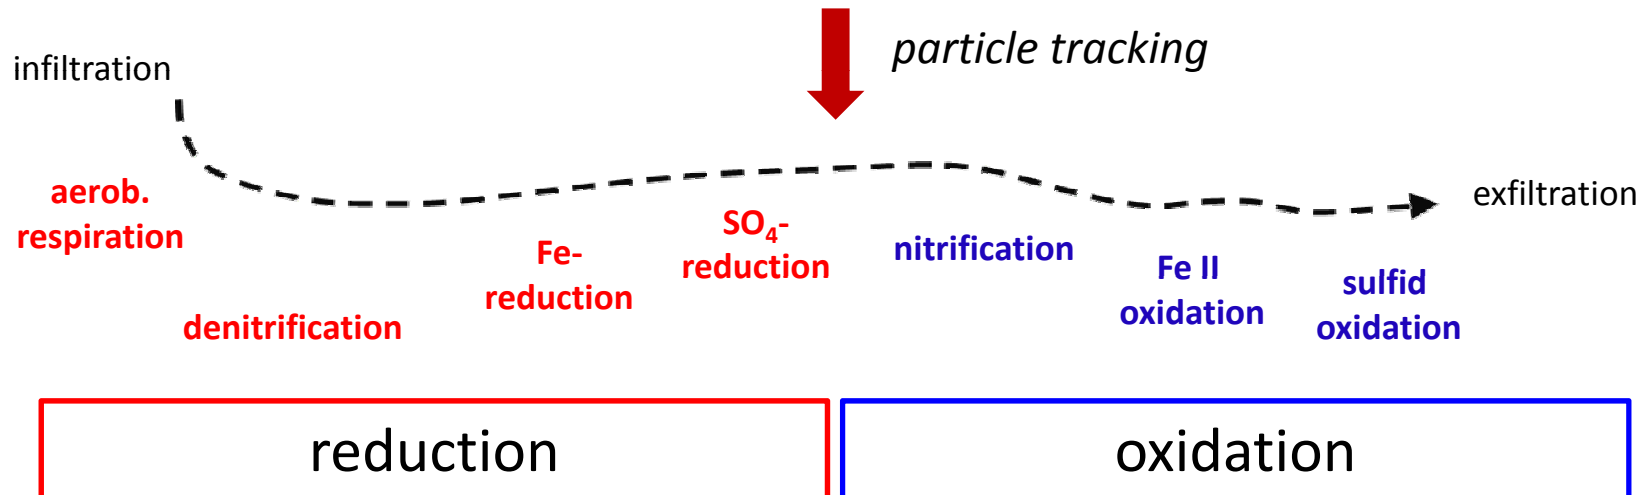 particle tracking
infiltration
exfiltration
aerob.
respiration
denitrification
Fe-
reduction
SO₄-
reduction
nitrification
Fe II
oxidation
sulfid
oxidation
reduction
oxidation